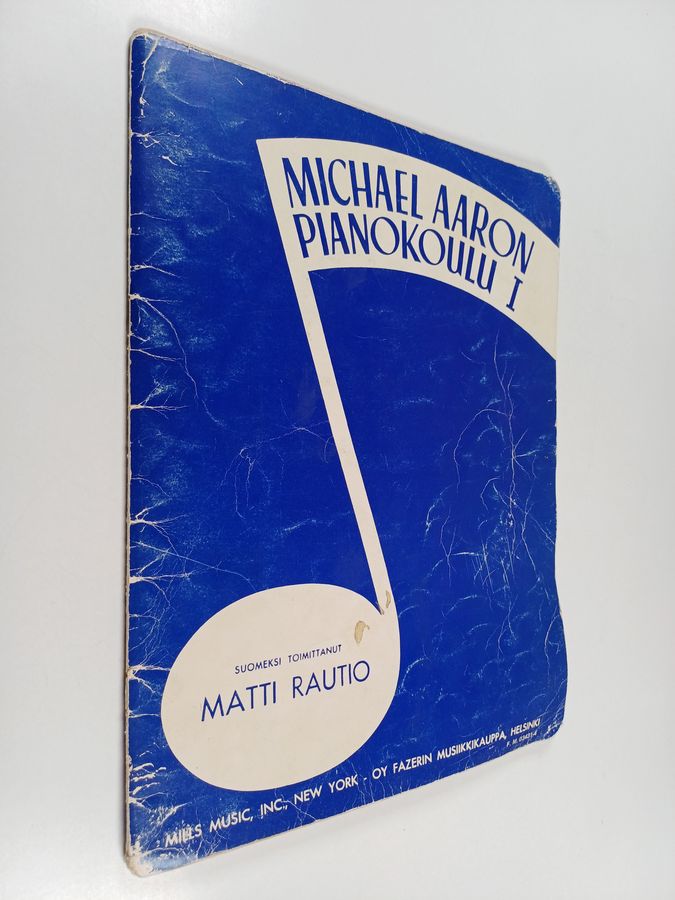 MICHAEL AARON
PIANOKOULU I
SUOMEKSI TOIMITTANUT
MATTI RAUTIO
MILLS MUSIC, INC., NEW YORK - OY FAZERIN MUSIIKKIKAUPPA, HELSINKI
F. M.